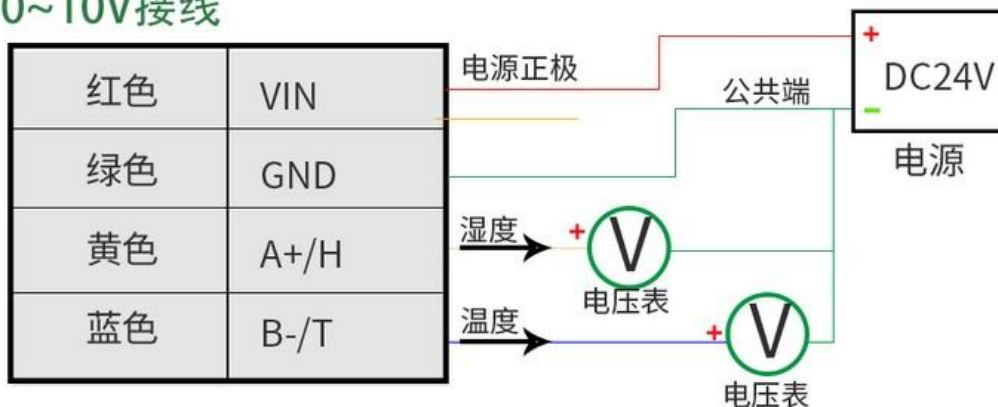 0~10V接线
红色 VIN 电源正极
公共端
+ DC24V
-
电源
绿色 GND
黄色 A+/H 湿度 + V
电压表
蓝色 B-/T 温度 + V
电压表